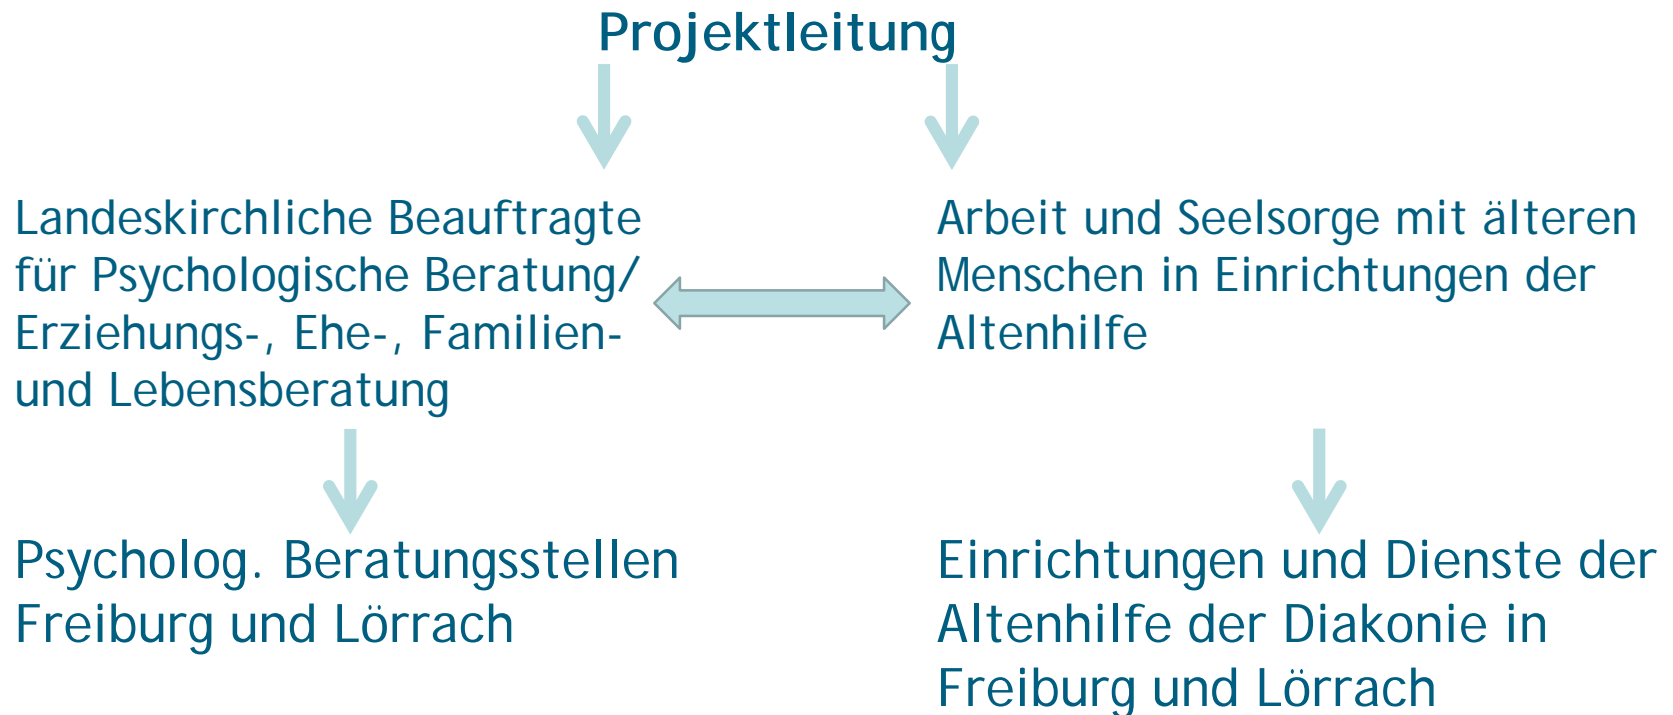 Projektleitung
Landeskirchliche Beauftragte
für Psychologische Beratung/
Erziehungs-, Ehe-, Familien-
und Lebensberatung
Arbeit und Seelsorge mit älteren
Menschen in Einrichtungen der
Altenhilfe
Psycholog. Beratungsstellen
Freiburg und Lörrach
Einrichtungen und Dienste der
Altenhilfe der Diakonie in
Freiburg und Lörrach